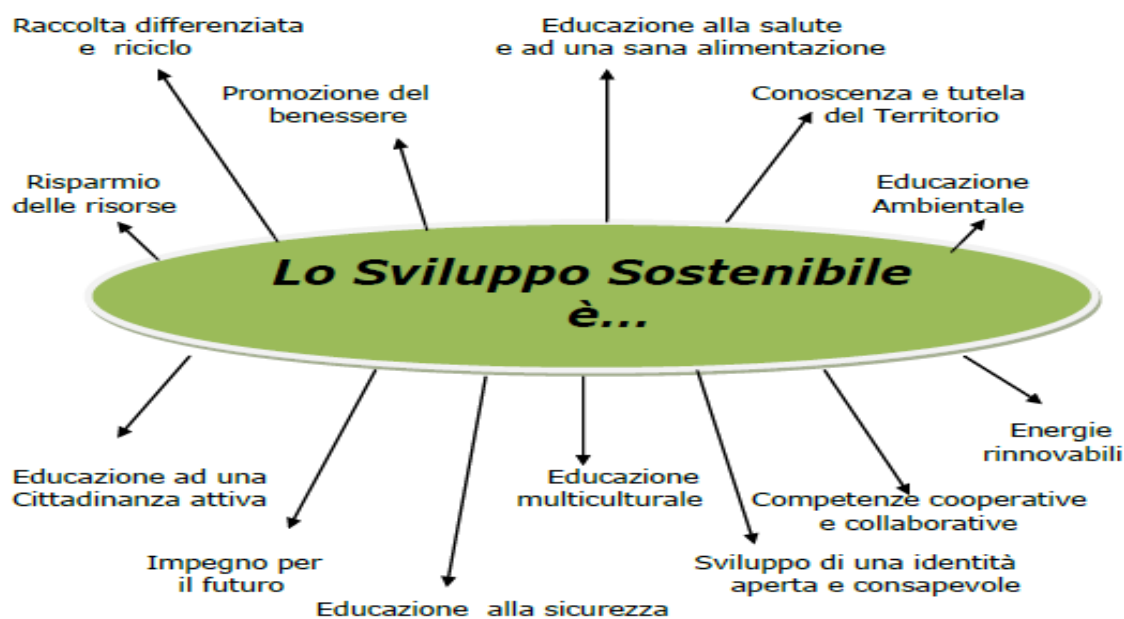 Raccolta differenziata
e riciclo
Educazione alla salute
e ad una sana alimentazione
Promozione del
benessere
Conoscenza e tutela
del Territorio
Risparmio
delle risorse
Educazione
Ambientale
Lo Sviluppo Sostenibile
è...
Energie
rinnovabili
Educazione ad una
Cittadinanza attiva
Educazione
multiculturale
Competenze cooperative
e collaborative
Impegno per
il futuro
Sviluppo di una identità
aperta e consapevole
Educazione alla sicurezza